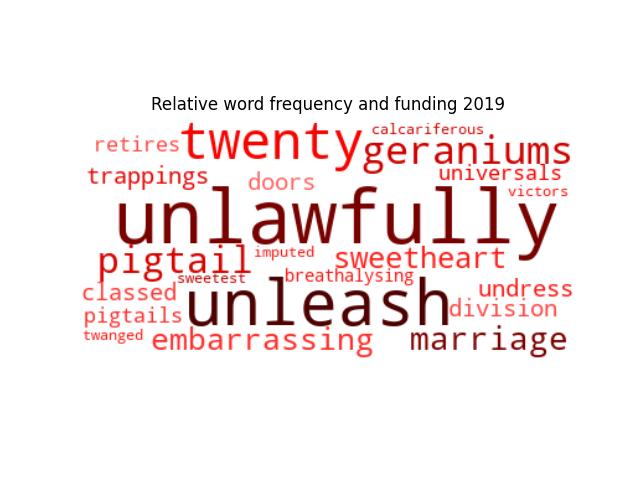 Relative word frequency and funding 2019
calcariferous
retires twenty geraniums
trappings doors universals
victors
unlawfully
pigtail imputed sweetheart
sweetest breathalysing
classed unleash undress
pigtails division
twanged embarrassing marriage